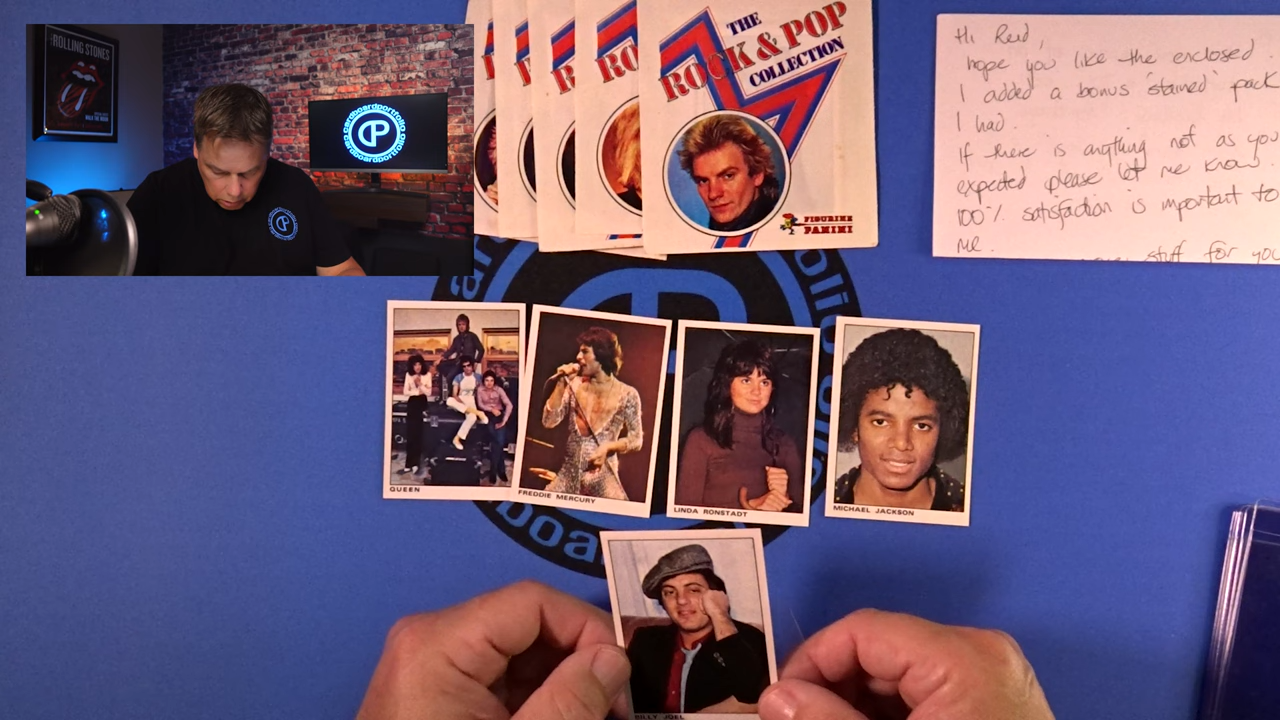 THE ROLLING STONES
cardboardportfolio
cardboardportfolio
THE
ROCK & POP
COLLECTION
FIGURINE
PANINI
Hi Reid,
hope you like the enclosed.
I added a bonus 'stained' pack
I had.
If there is anything not as you
expected please let me know.
100% satisfaction is important to
me.
stuff for you
QUEEN
FREDDIE MERCURY
LINDA RONSTADT
MICHAEL JACKSON
BILLY JOEL